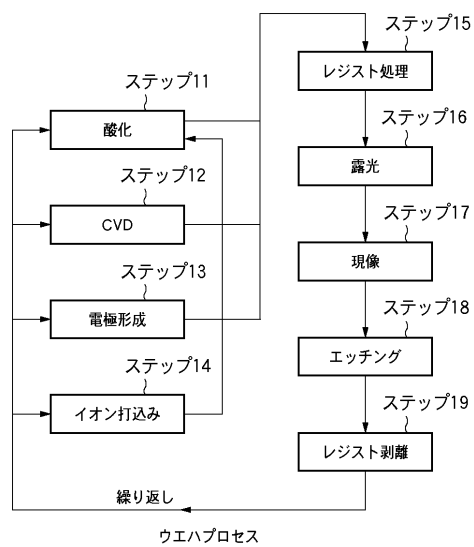 ステップ11
酸化
ステップ12
CVD
ステップ13
電極形成
ステップ14
イオン打込み
ステップ15
レジスト処理
ステップ16
露光
ステップ17
現像
ステップ18
エッチング
ステップ19
レジスト剥離
繰り返し
ウエハプロセス